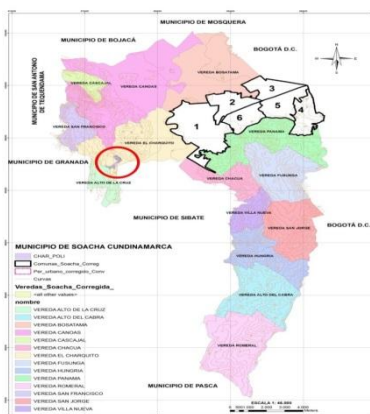 MUNICIPIO DE MOSQUERA
MUNICIPIO DE BOJACÁ
BOGOTÁ D.C.
MUNICIPIO DE SAN ANTONIO
DE TEQUENDAMA
VEREDA BOSATAMA
VEREDA CASCAJAL
VEREDA CANOAS
3
2
5
4
1
6
VEREDA SAN FRANCISCO
VEREDA EL CHARQUITO
VEREDA PANAMA
MUNICIPIO DE GRANADA
VEREDA ALTO DE LA CRUZ
VEREDA CHACUA
VEREDA FUSUNGA
MUNICIPIO DE SIBATE
VEREDA VILLA NUEVA
VEREDA SAN JORGE
BOGOTÁ D.C.
VEREDA HUNGRIA
VEREDA ALTO DEL CABRA
VEREDA ROMERAL
MUNICIPIO DE PASCA
MUNICIPIO DE SOACHA CUNDINAMARCA
CHAR_POLI
Comunas_Soacha_Correg
Per_urbano_corregido_Conv
Curvas
Veredas_Soacha_Corregida_
<all other values>
nombre
VEREDA ALTO DE LA CRUZ
VEREDA ALTO DEL CABRA
VEREDA BOSATAMA
VEREDA CANOAS
VEREDA CASCAJAL
VEREDA CHACUA
VEREDA EL CHARQUITO
VEREDA FUSUNGA
VEREDA HUNGRIA
VEREDA PANAMA
VEREDA ROMERAL
VEREDA SAN FRANCISCO
VEREDA SAN JORGE
VEREDA VILLA NUEVA